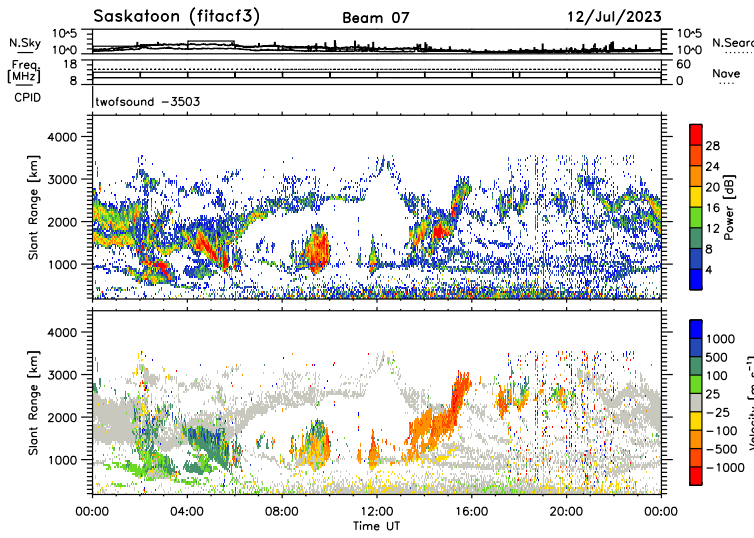 Saskatoon (fitacf3) Beam 07 12/Jul/2023
N.Sky 10±5 10±0 10±5 10±0 N.Searc
Freq. [MHz] 18 8 60 0 Nave
CPID twofsound -3503
Slant Range [km] 4000 3000 2000 1000
Power [dB] 28 24 20 16 12 8 4
Slant Range [km] 4000 3000 2000 1000
Velocity [m s⁻¹] 1000 500 100 25 -25 -100 -500 -1000
00:00 04:00 08:00 12:00 16:00 20:00 00:00
Time UT